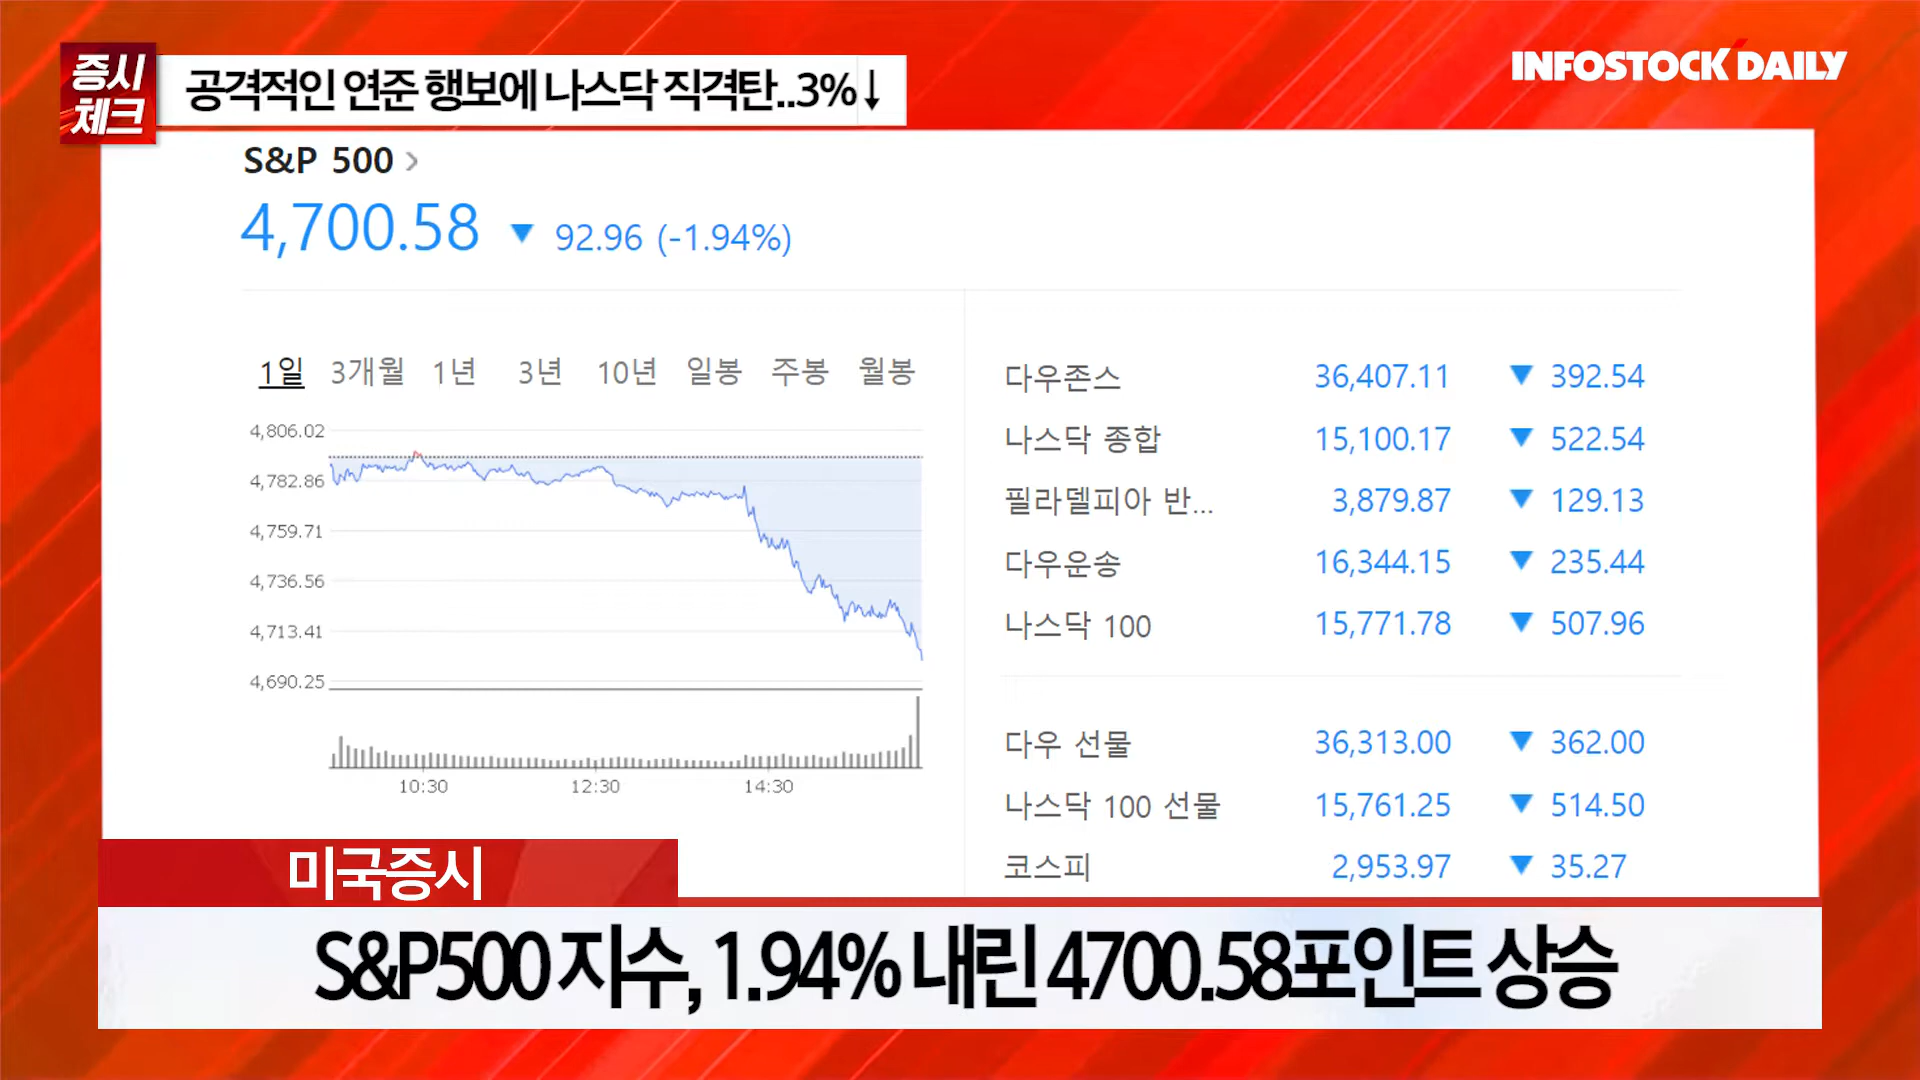 증시
체크
공격적인 연준 행보에 나스닥 직격탄..3%↓
INFOSTOCK DAILY
S&P 500 >
4,700.58 ▼ 92.96 (-1.94%)
1일 3개월 1년 3년 10년 일봉 주봉 월봉
4,806.02
4,782.86
4,759.71
4,736.56
4,713.41
4,690.25
10:30 12:30 14:30
다우존스 36,407.11 ▼ 392.54
나스닥 종합 15,100.17 ▼ 522.54
필라델피아 반... 3,879.87 ▼ 129.13
다우운송 16,344.15 ▼ 235.44
나스닥 100 15,771.78 ▼ 507.96
다우 선물 36,313.00 ▼ 362.00
나스닥 100 선물 15,761.25 ▼ 514.50
코스피 2,953.97 ▼ 35.27
미국증시
S&P500 지수, 1.94% 내린 4700.58포인트 상승